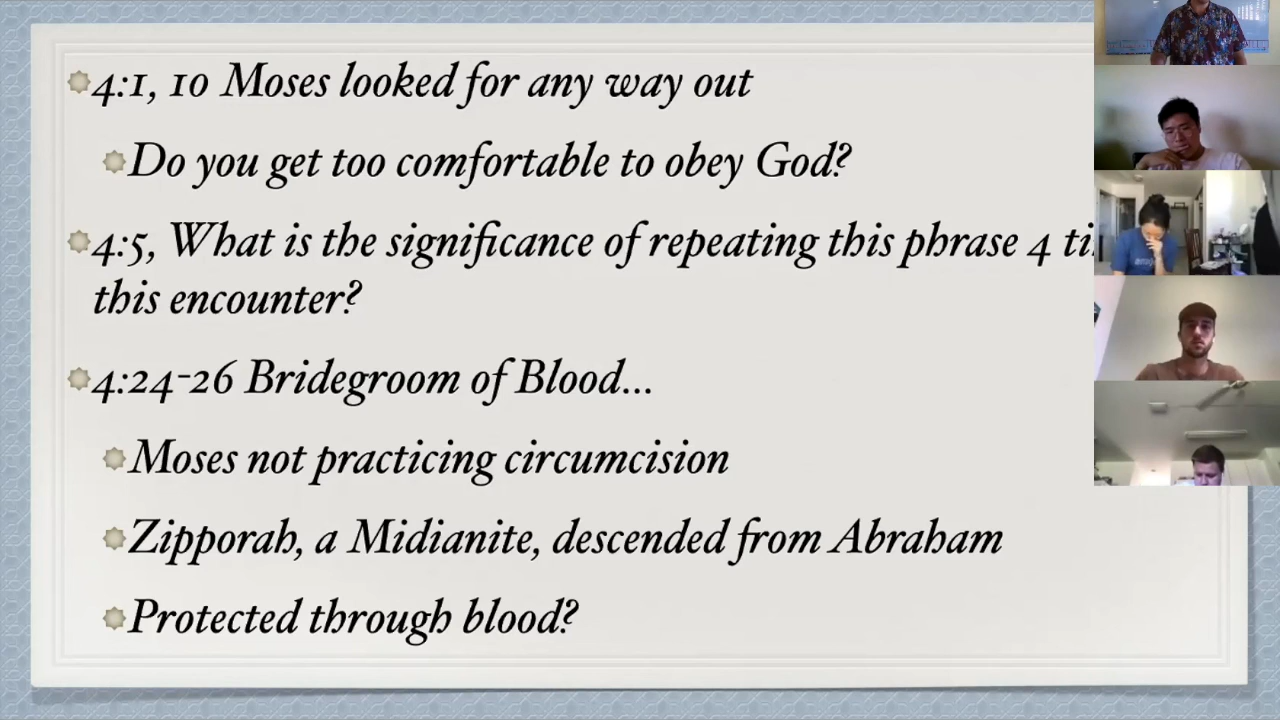 4:1, 10 Moses looked for any way out
Do you get too comfortable to obey God?
4:5, What is the significance of repeating this phrase 4
this encounter?
4:24-26 Bridegroom of Blood...
Moses not practicing circumcision
Zipporah, a Midianite, descended from Abraham
Protected through blood?